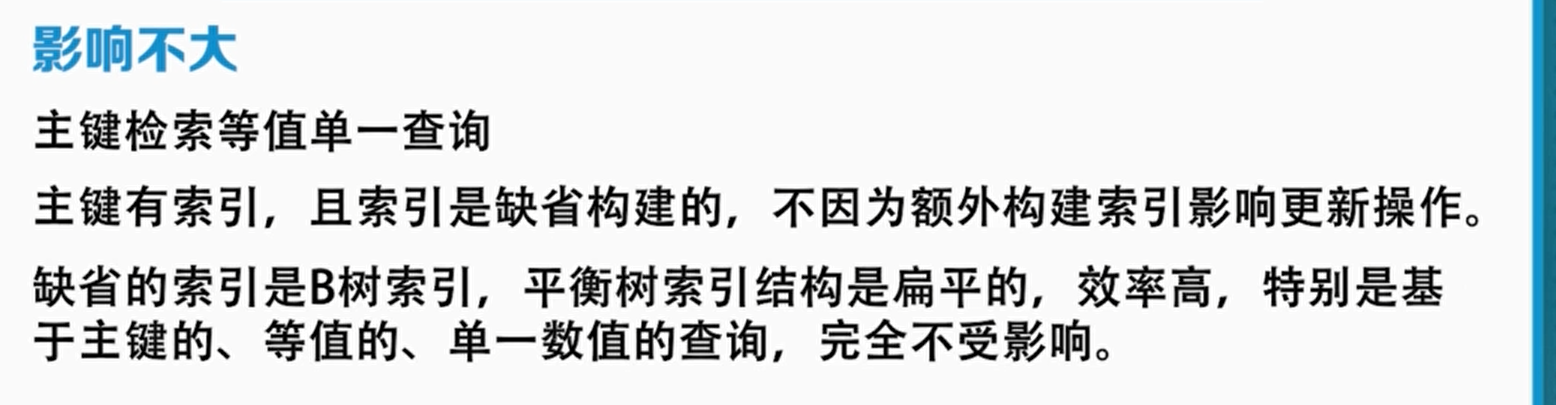 影响不大
主键检索等值单一查询
主键有索引，且索引是缺省构建的，不因为额外构建索引影响更新操作。
缺省的索引是B树索引，平衡树索引结构是扁平的，效率高，特别是基
于主键的、等值的、单一数值的查询，完全不受影响。